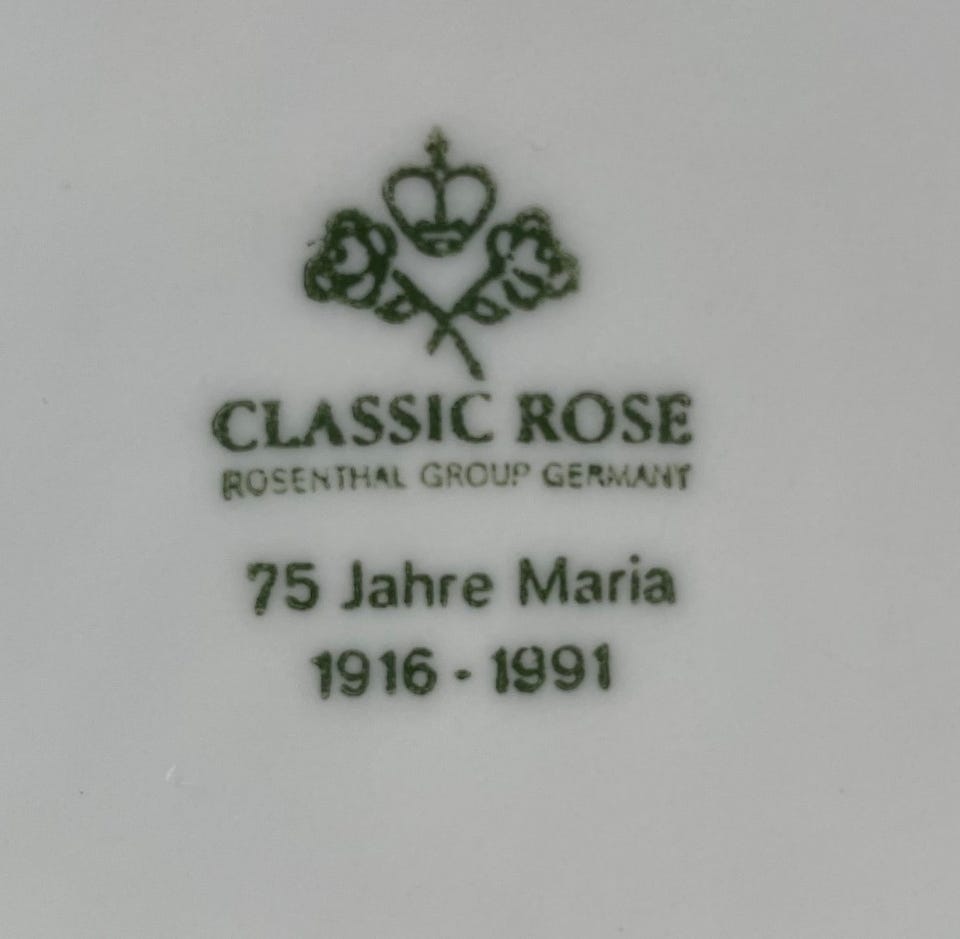 CLASSIC ROSE
ROSENTHAL GROUP GERMANY
75 Jahre Maria
1916 - 1991